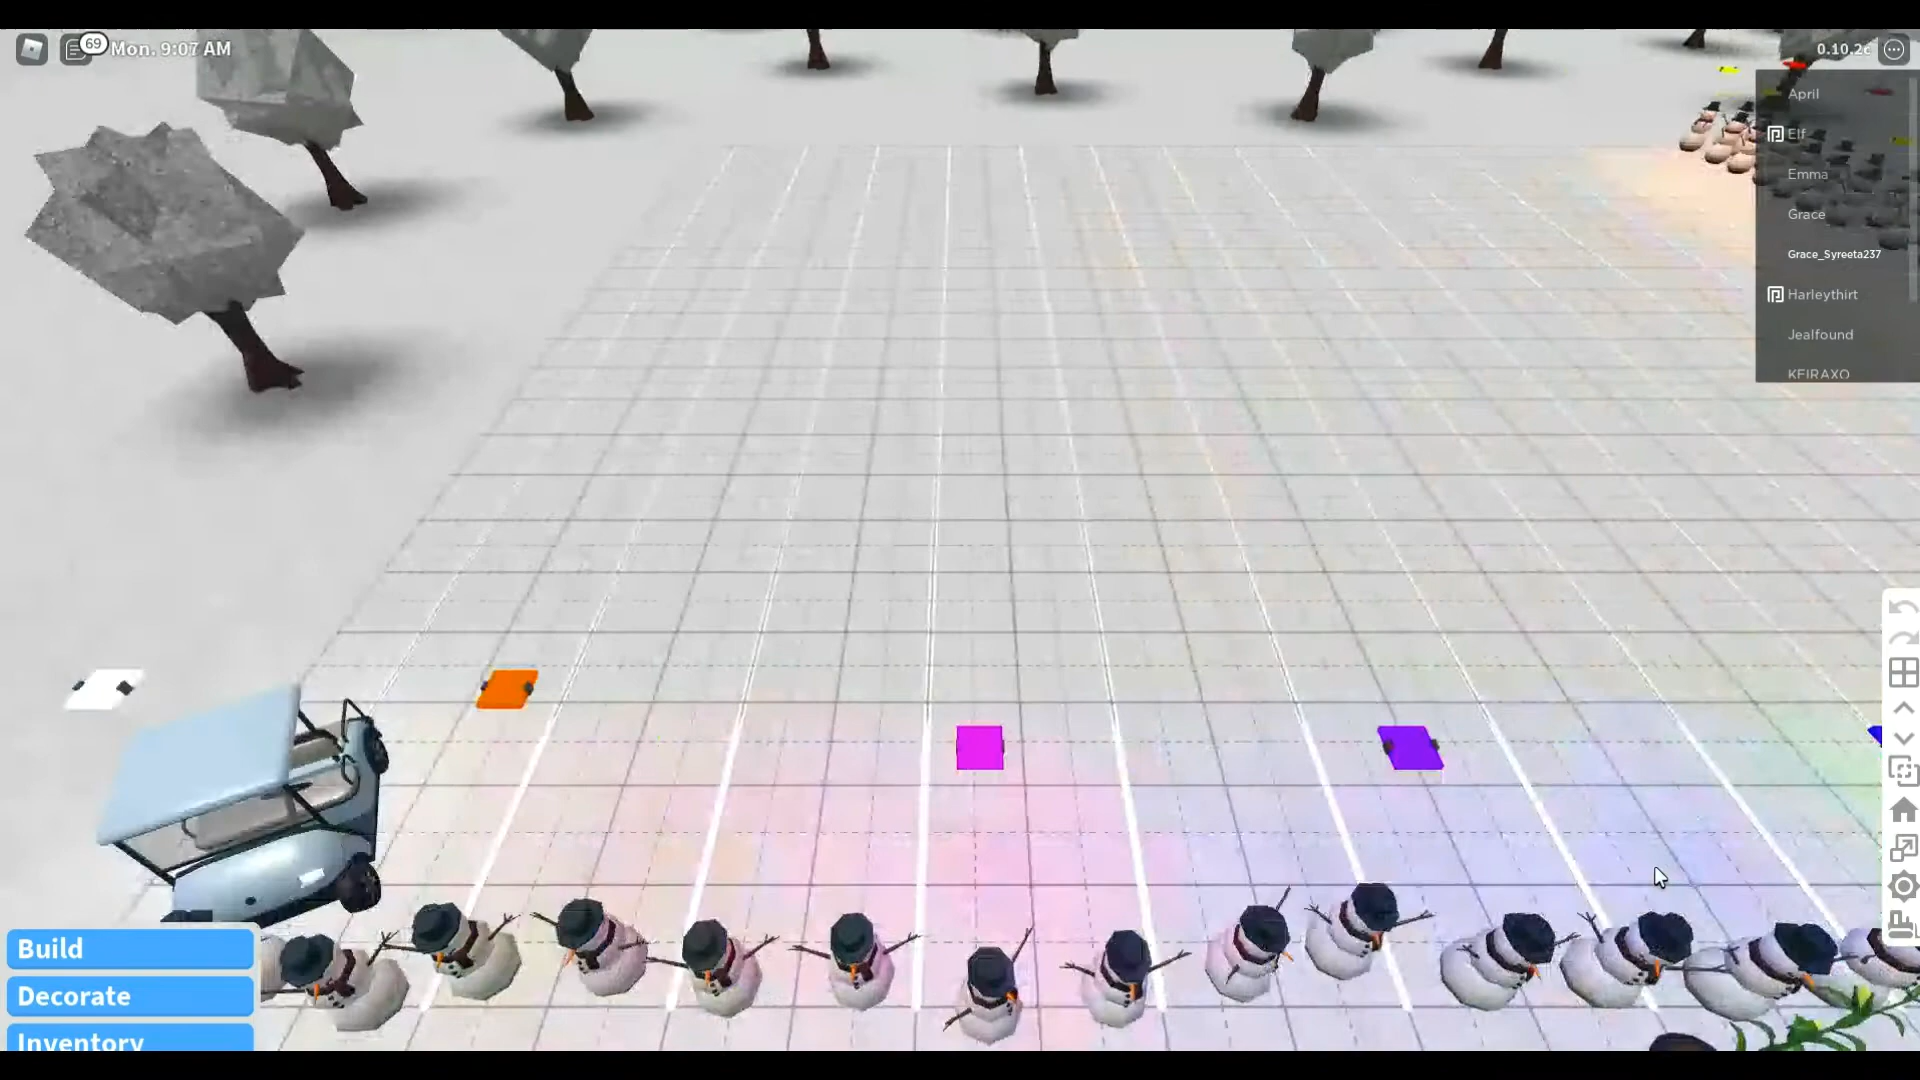 69
Mon. 9:07 AM
0.10.2c
April
Elf
Emma
Grace
Grace_Syreeta237
Harleythirt
Jealfound
KEIRAXO
Build
Decorate
Inventory